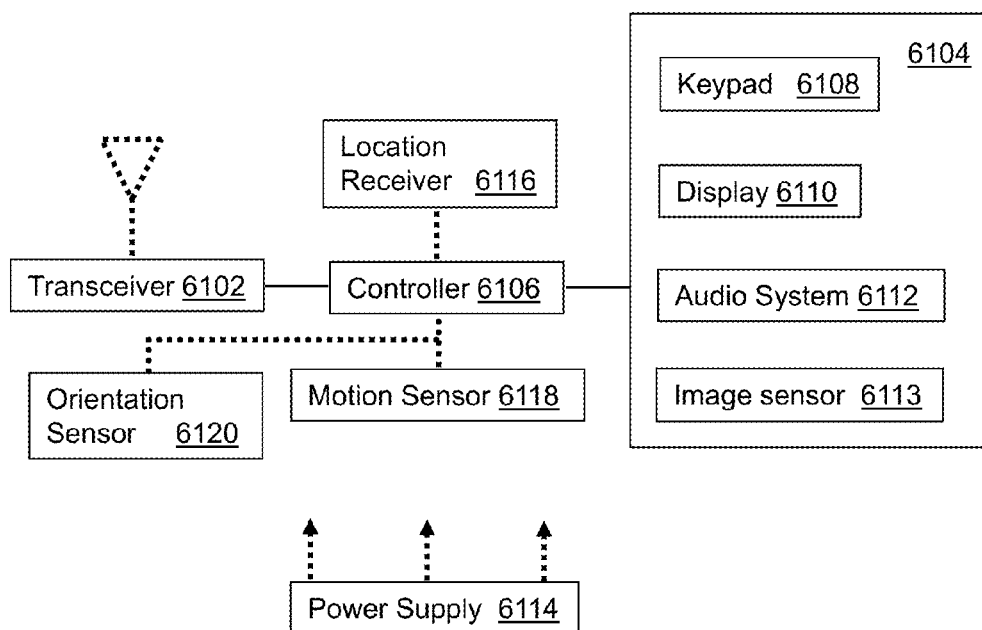 6104
Keypad 6108
Location
Receiver 6116
Display 6110
Transceiver 6102
Controller 6106
Audio System 6112
Orientation
Sensor 6120
Motion Sensor 6118
Image sensor 6113
Power Supply 6114